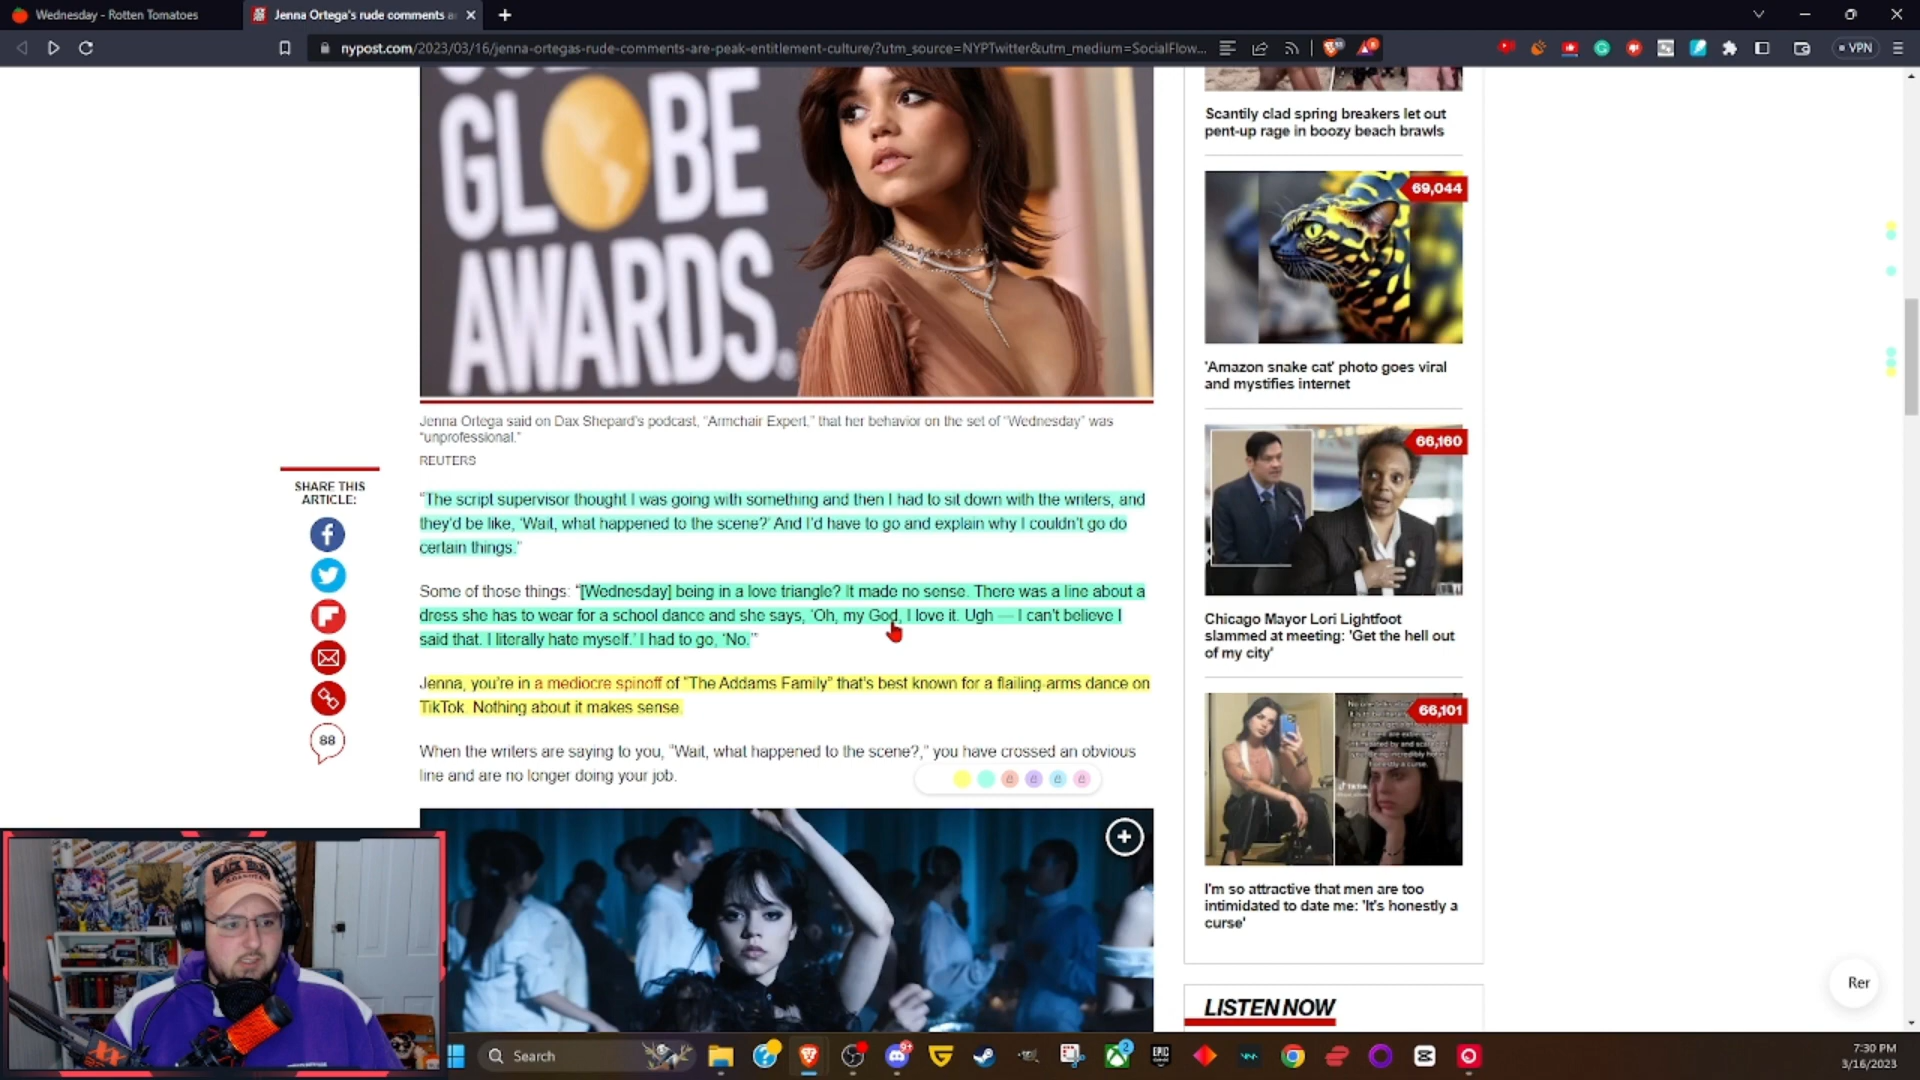 Wednesday - Rotten Tomatoes
Jenna Ortega's rude comments a
nypost.com/2023/03/16/jenna-ortegas-rude-comments-are-peak-entitlement-culture/?utm_source=NYPTwitter&utm_medium=SocialFlow...
VPN
GLOBE
AWARDS.
Jenna Ortega said on Dax Shepard's podcast, "Armchair Expert," that her behavior on the set of "Wednesday" was
"unprofessional."
REUTERS
SHARE THIS
ARTICLE:
88
"The script supervisor thought I was going with something and then I had to sit down with the writers, and
they'd be like, 'Wait, what happened to the scene?' And I'd have to go and explain why I couldn't go do
certain things."
Some of those things: "[Wednesday] being in a love triangle? It made no sense. There was a line about a
dress she has to wear for a school dance and she says, 'Oh, my God, I love it. Ugh — I can't believe I
said that. I literally hate myself.' I had to go, 'No.'"
Jenna, you're in a mediocre spinoff of "The Addams Family" that's best known for a flailing-arms dance on
TikTok. Nothing about it makes sense.
When the writers are saying to you, "Wait, what happened to the scene?," you have crossed an obvious
line and are no longer doing your job.
Scantily clad spring breakers let out
pent-up rage in boozy beach brawls
69,044
'Amazon snake cat' photo goes viral
and mystifies internet
66,160
Chicago Mayor Lori Lightfoot
slammed at meeting: 'Get the hell out
of my city'
66,101
I'm so attractive that men are too
intimidated to date me: 'It's honestly a
curse'
LISTEN NOW
Rer
Search
EPIC
7:30 PM
3/16/2023